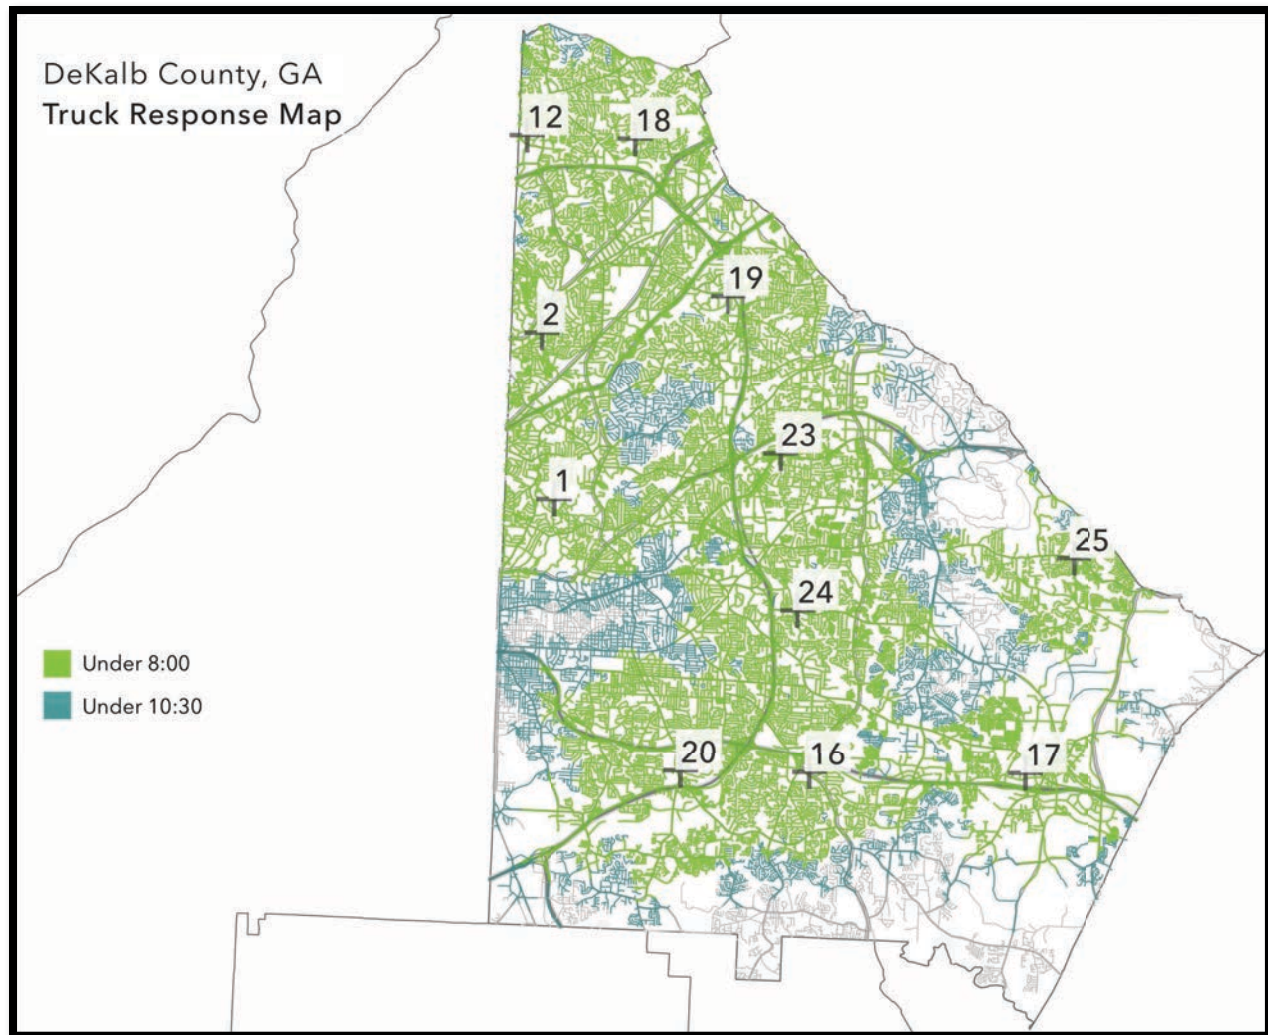 DeKalb County, GA
Truck Response Map
12
18
19
2
23
1
25
24
20
16
17
Under 8:00
Under 10:30